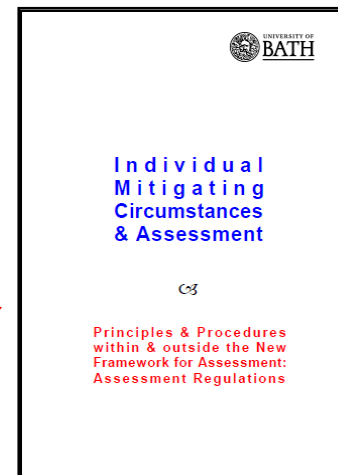 UNIVERSITY OF
BATH
Individual
Mitigating
Circumstances
& Assessment
Principles & Procedures
within & outside the New
Framework for Assessment:
Assessment Regulations